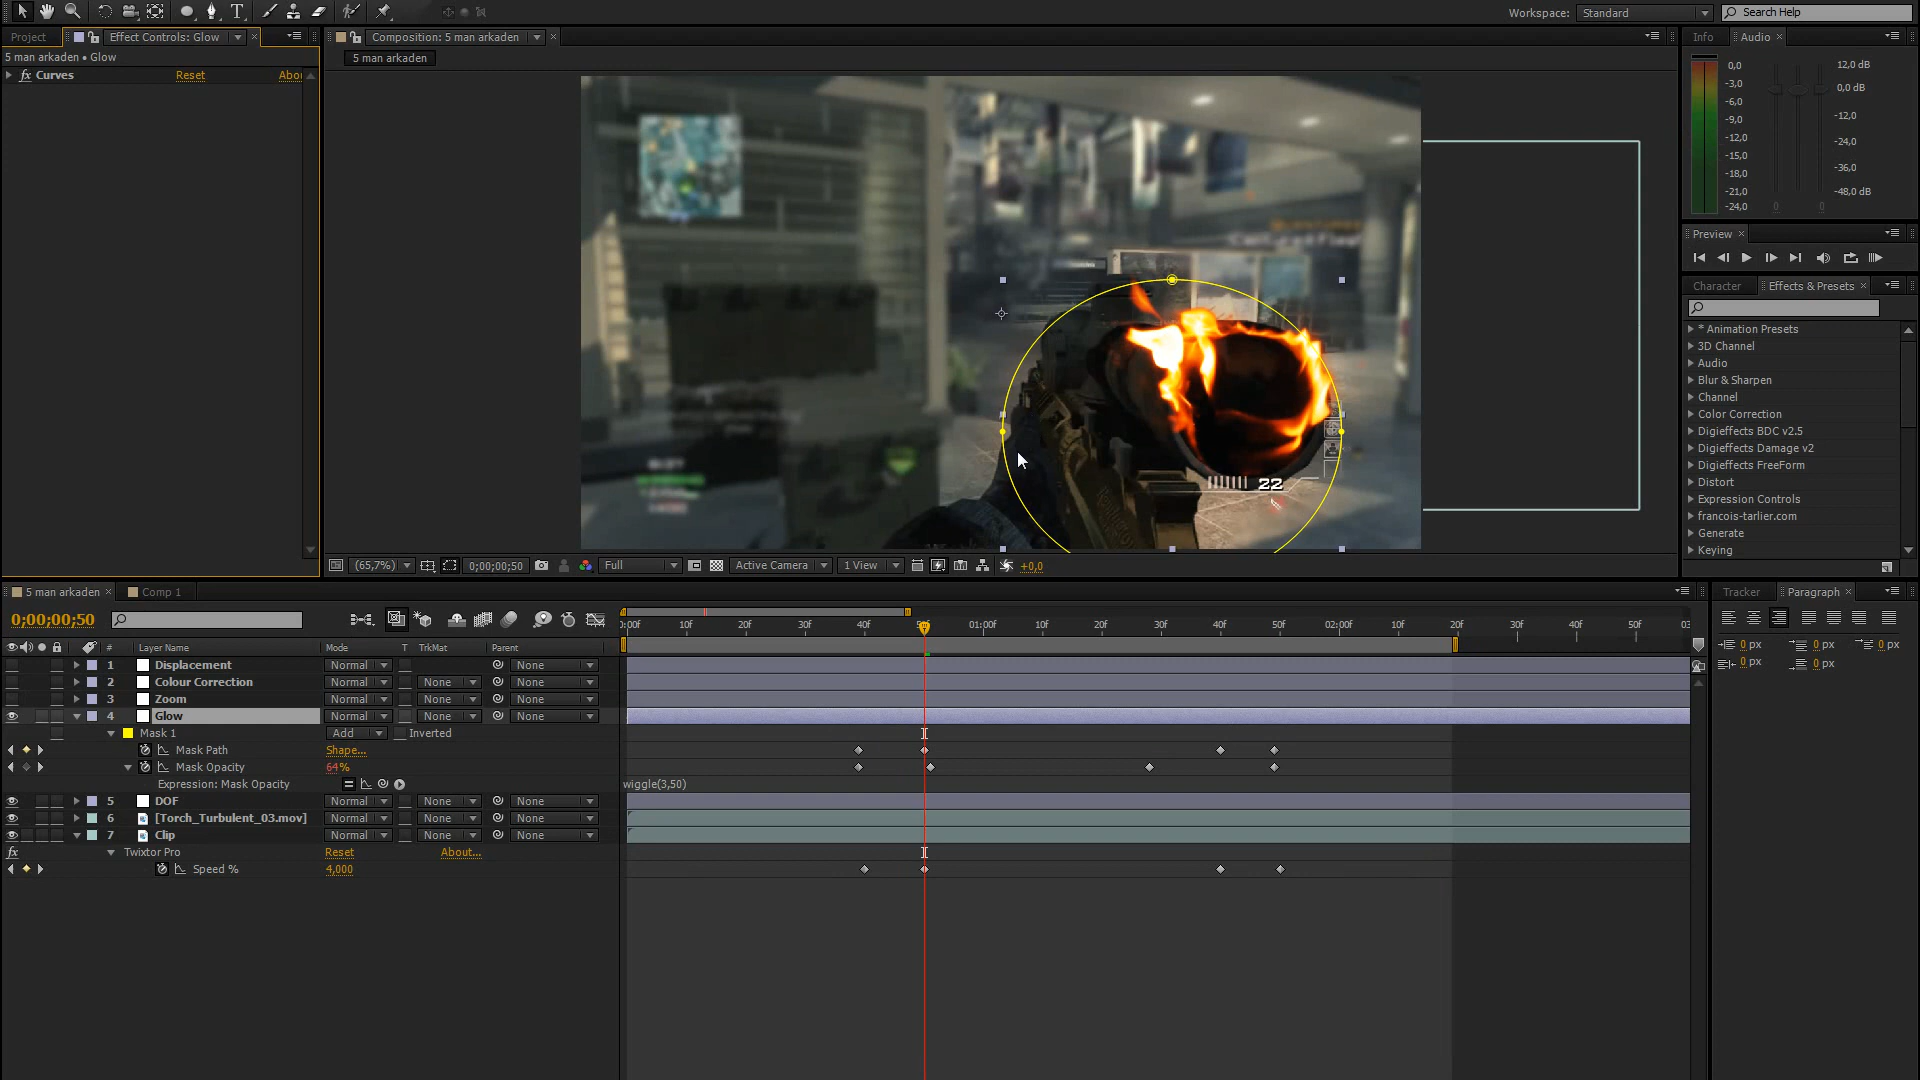 Workspace: Standard Search Help
Project Effect Controls: Glow
Composition: 5 man arkaden
Info Audio
5 man arkaden • Glow
5 man arkaden
fx Curves Reset Abou
0,0
-3,0
-6,0
-9,0
-12,0
-15,0
-18,0
-21,0
-24,0
12,0 dB
0,0 dB
-12,0
-24,0
-36,0
-48,0 dB
0 0
Preview
Character Effects & Presets
* Animation Presets
3D Channel
Audio
Blur & Sharpen
Channel
Color Correction
Digieffects BDC v2.5
Digieffects Damage v2
Digieffects FreeForm
Distort
Expression Controls
francois-tarlier.com
Generate
Keying
22
(65,7%) 0;00;00;50 Full Active Camera 1 View +0,0
5 man arkaden Comp 1
Tracker Paragraph
0;00;00;50
0:00f 10f 20f 30f 40f 50f 01:00f 10f 20f 30f 40f 50f 02:00f 10f 20f 30f 40f 50f 03
0 px 0 px 0 px
0 px 0 px
# Layer Name Mode T TrkMat Parent
1 Displacement Normal None
2 Colour Correction Normal None None
3 Zoom Normal None None
4 Glow Normal None None
Mask 1 Add Inverted
Mask Path Shape...
Mask Opacity 64%
Expression: Mask Opacity wiggle(3,50)
5 DOF Normal None None
6 [Torch_Turbulent_03.mov] Normal None None
7 Clip Normal None None
fx Twixtor Pro Reset About...
Speed % 4,000